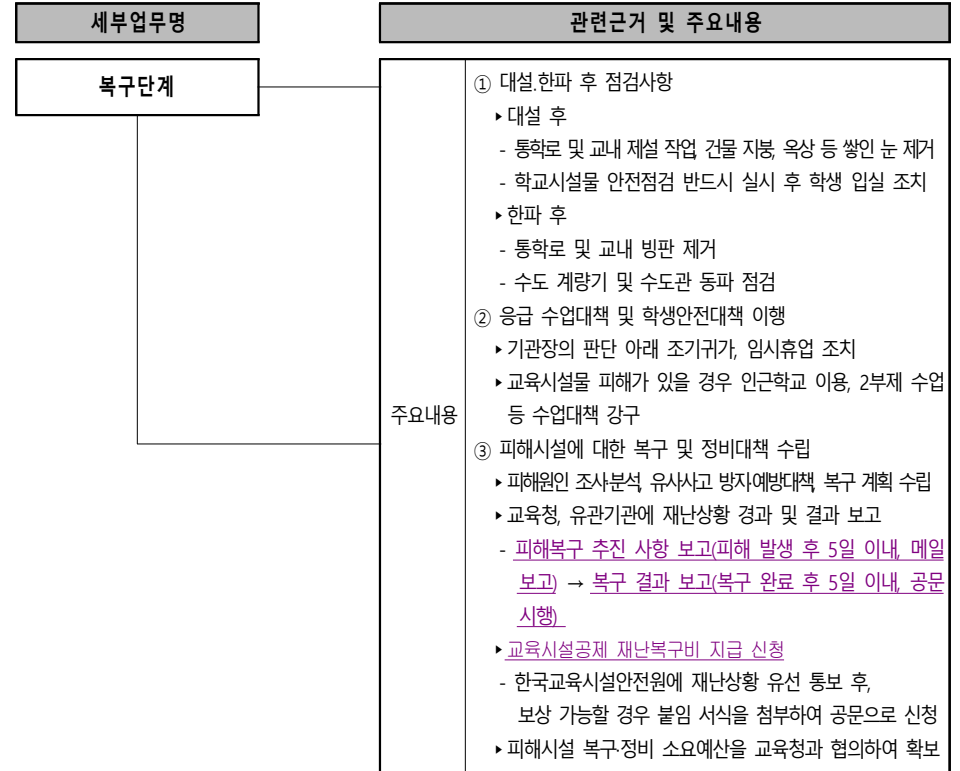 세부업무명
관련근거 및 주요내용
복구단계
주요내용
① 대설.한파 후 점검사항
▸대설 후
- 통학로 및 교내 제설 작업, 건물 지붕, 옥상 등 쌓인 눈 제거
- 학교시설물 안전점검 반드시 실시 후 학생 입실 조치
▸한파 후
- 통학로 및 교내 빙판 제거
- 수도 계량기 및 수도관 동파 점검
② 응급 수업대책 및 학생안전대책 이행
▸기관장의 판단 아래 조기귀가, 임시휴업 조치
▸교육시설물 피해가 있을 경우 인근학교 이용, 2부제 수업
등 수업대책 강구
③ 피해시설에 대한 복구 및 정비대책 수립
▸피해원인 조사·분석, 유사사고 방지·예방대책, 복구 계획 수립
▸교육청, 유관기관에 재난상황 경과 및 결과 보고
- 피해복구 추진 사항 보고(피해 발생 후 5일 이내, 메일
보고) → 복구 결과 보고(복구 완료 후 5일 이내, 공문
시행)
▸교육시설공제 재난복구비 지급 신청
- 한국교육시설안전원에 재난상황 유선 통보 후,
보상 가능할 경우 붙임 서식을 첨부하여 공문으로 신청
▸피해시설 복구·정비 소요예산을 교육청과 협의하여 확보